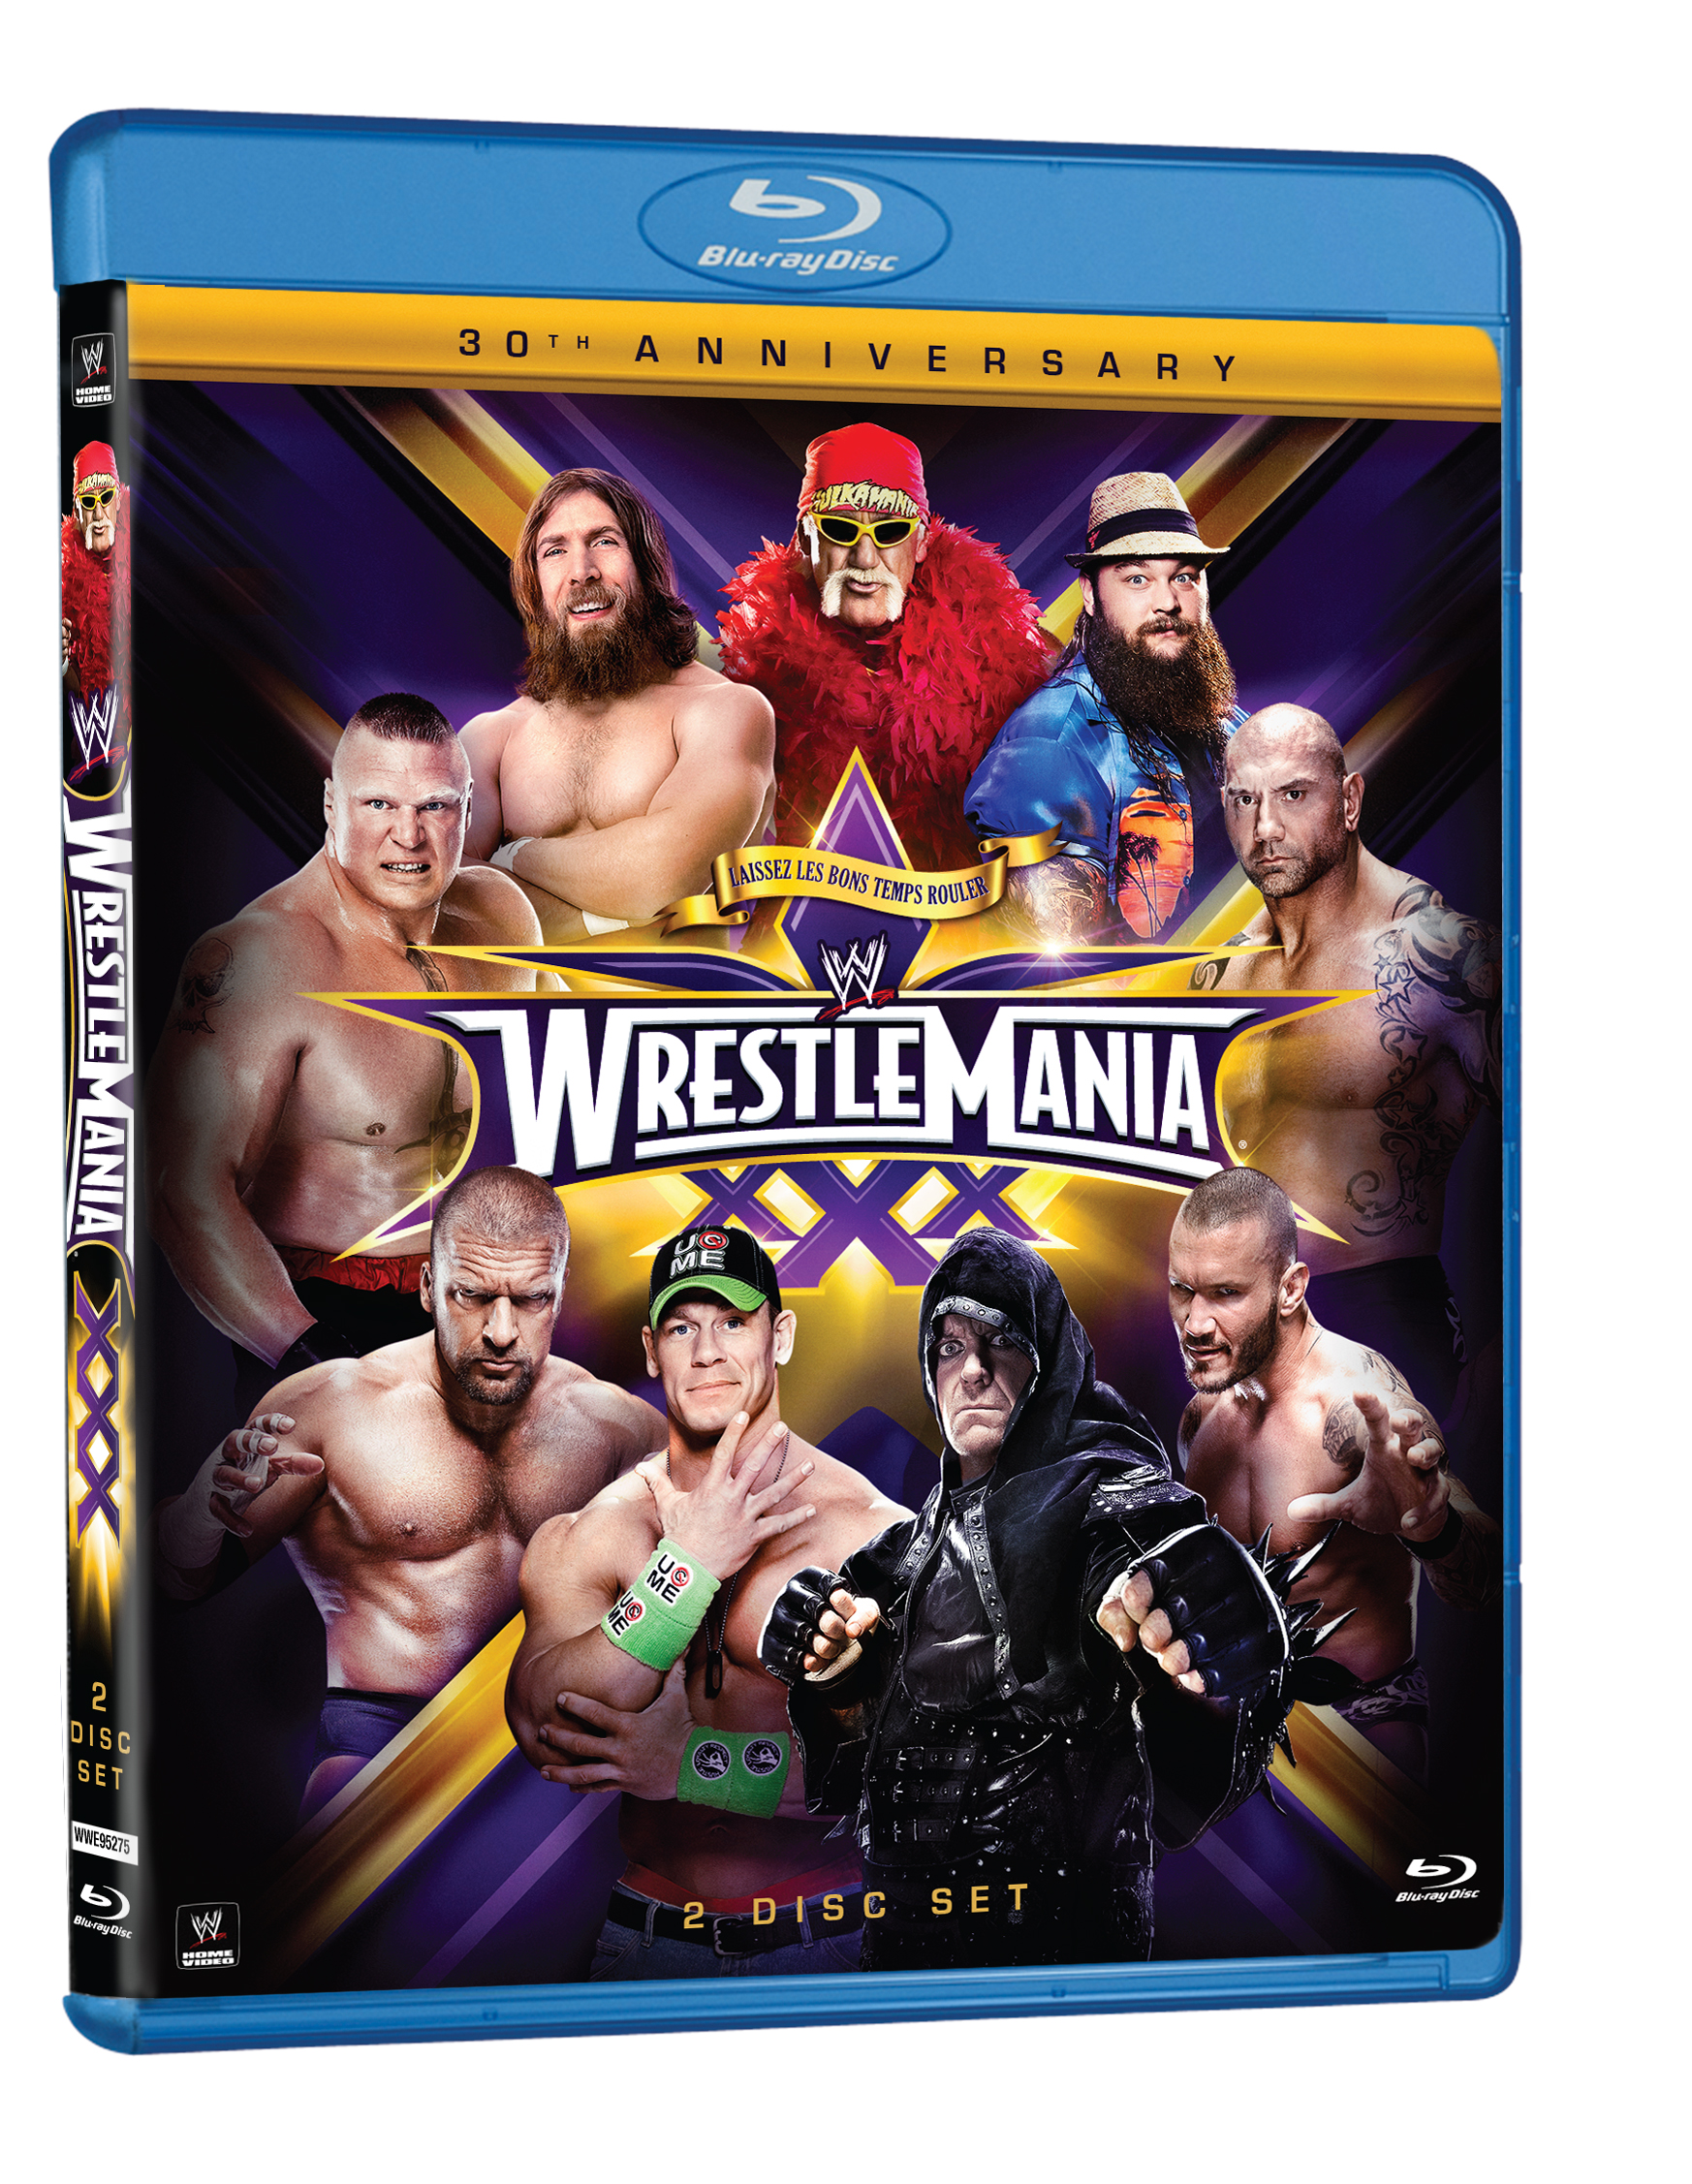 Blu-ray Disc
30TH ANNIVERSARY
HULKAMANIA
LAISSEZ LES BONS TEMPS ROULER
W
WRESTLEMANIA
®
XXX
U C ME
U C ME
U C ME
2 DISC SET
Blu-ray Disc
W
HOME
VIDEO
W
HOME
VIDEO
HULKAMANIA
W
WRESTLEMANIA
XXX
2
DISC
SET
WWE95275
Blu-ray Disc